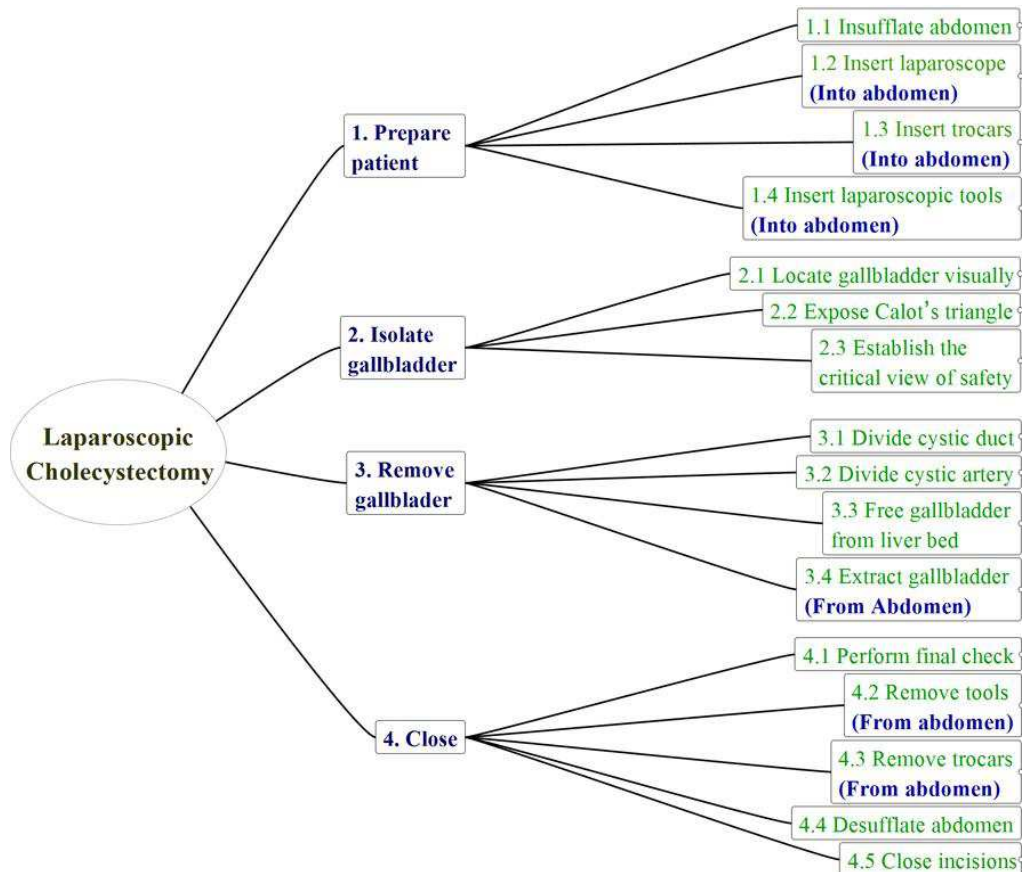 Laparoscopic
Cholecystectomy
1. Prepare
patient
1.1 Insufflate abdomen
1.2 Insert laparoscope
(Into abdomen)
1.3 Insert trocars
(Into abdomen)
1.4 Insert laparoscopic tools
(Into abdomen)
2. Isolate
gallbladder
2.1 Locate gallbladder visually
2.2 Expose Calot’s triangle
2.3 Establish the
critical view of safety
3. Remove
gallblader
3.1 Divide cystic duct
3.2 Divide cystic artery
3.3 Free gallbladder
from liver bed
3.4 Extract gallbladder
(From Abdomen)
4. Close
4.1 Perform final check
4.2 Remove tools
(From abdomen)
4.3 Remove trocars
(From abdomen)
4.4 Desufflate abdomen
4.5 Close incisions